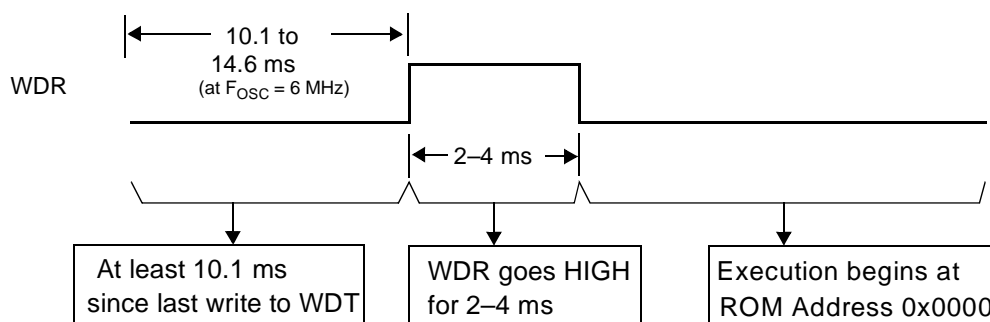 10.1 to
14.6 ms
(at FOSC = 6 MHz)
WDR
2–4 ms
At least 10.1 ms
since last write to WDT
WDR goes HIGH
for 2–4 ms
Execution begins at
ROM Address 0x0000